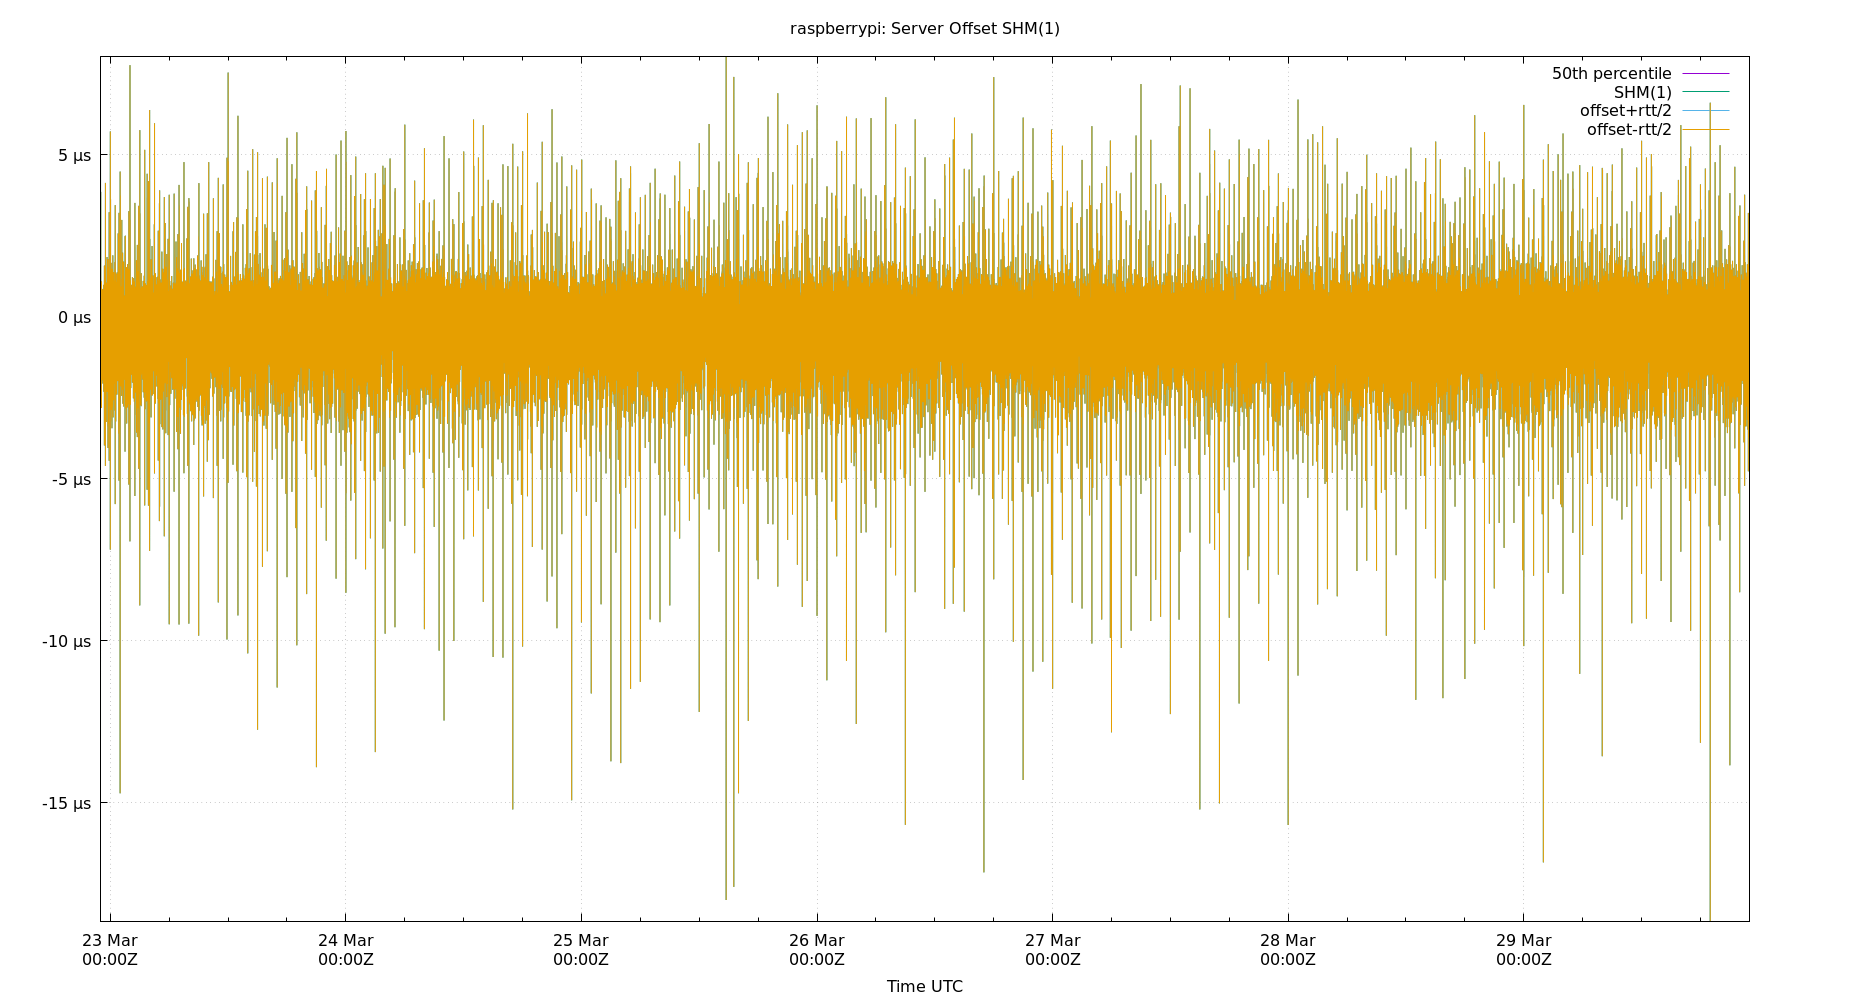 raspberrypi: Server Offset SHM(1)
50th percentile
SHM(1)
offset+rtt/2
offset-rtt/2
5 µs
0 µs
-5 µs
-10 µs
-15 µs
23 Mar
00:00Z
24 Mar
00:00Z
25 Mar
00:00Z
26 Mar
00:00Z
27 Mar
00:00Z
28 Mar
00:00Z
29 Mar
00:00Z
Time UTC